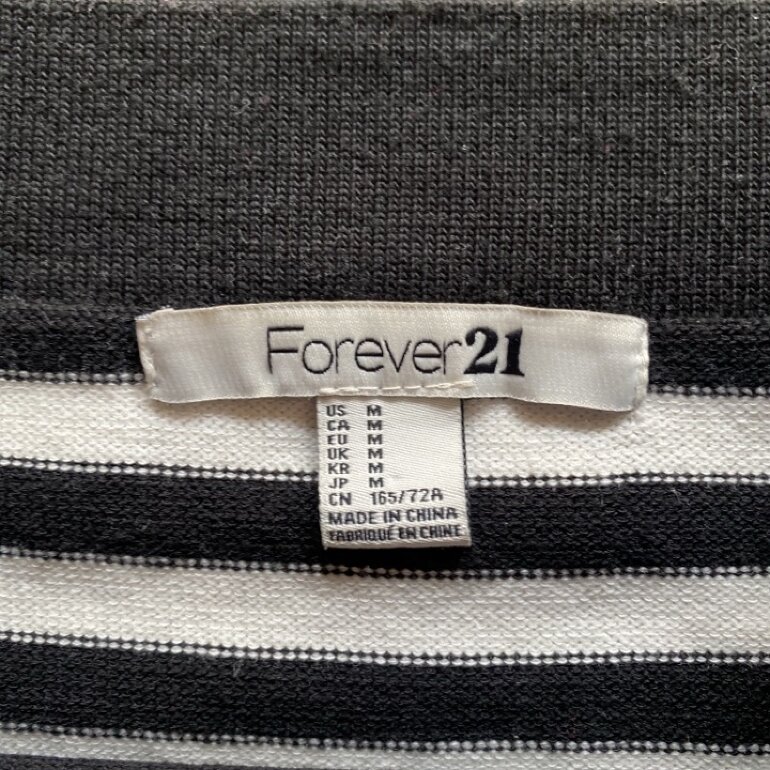 Forever21
US M
CA M
EU M
UK M
KR M
JP M
CN 165/72A
MADE IN CHINA
FABRIQUÉ EN CHINE